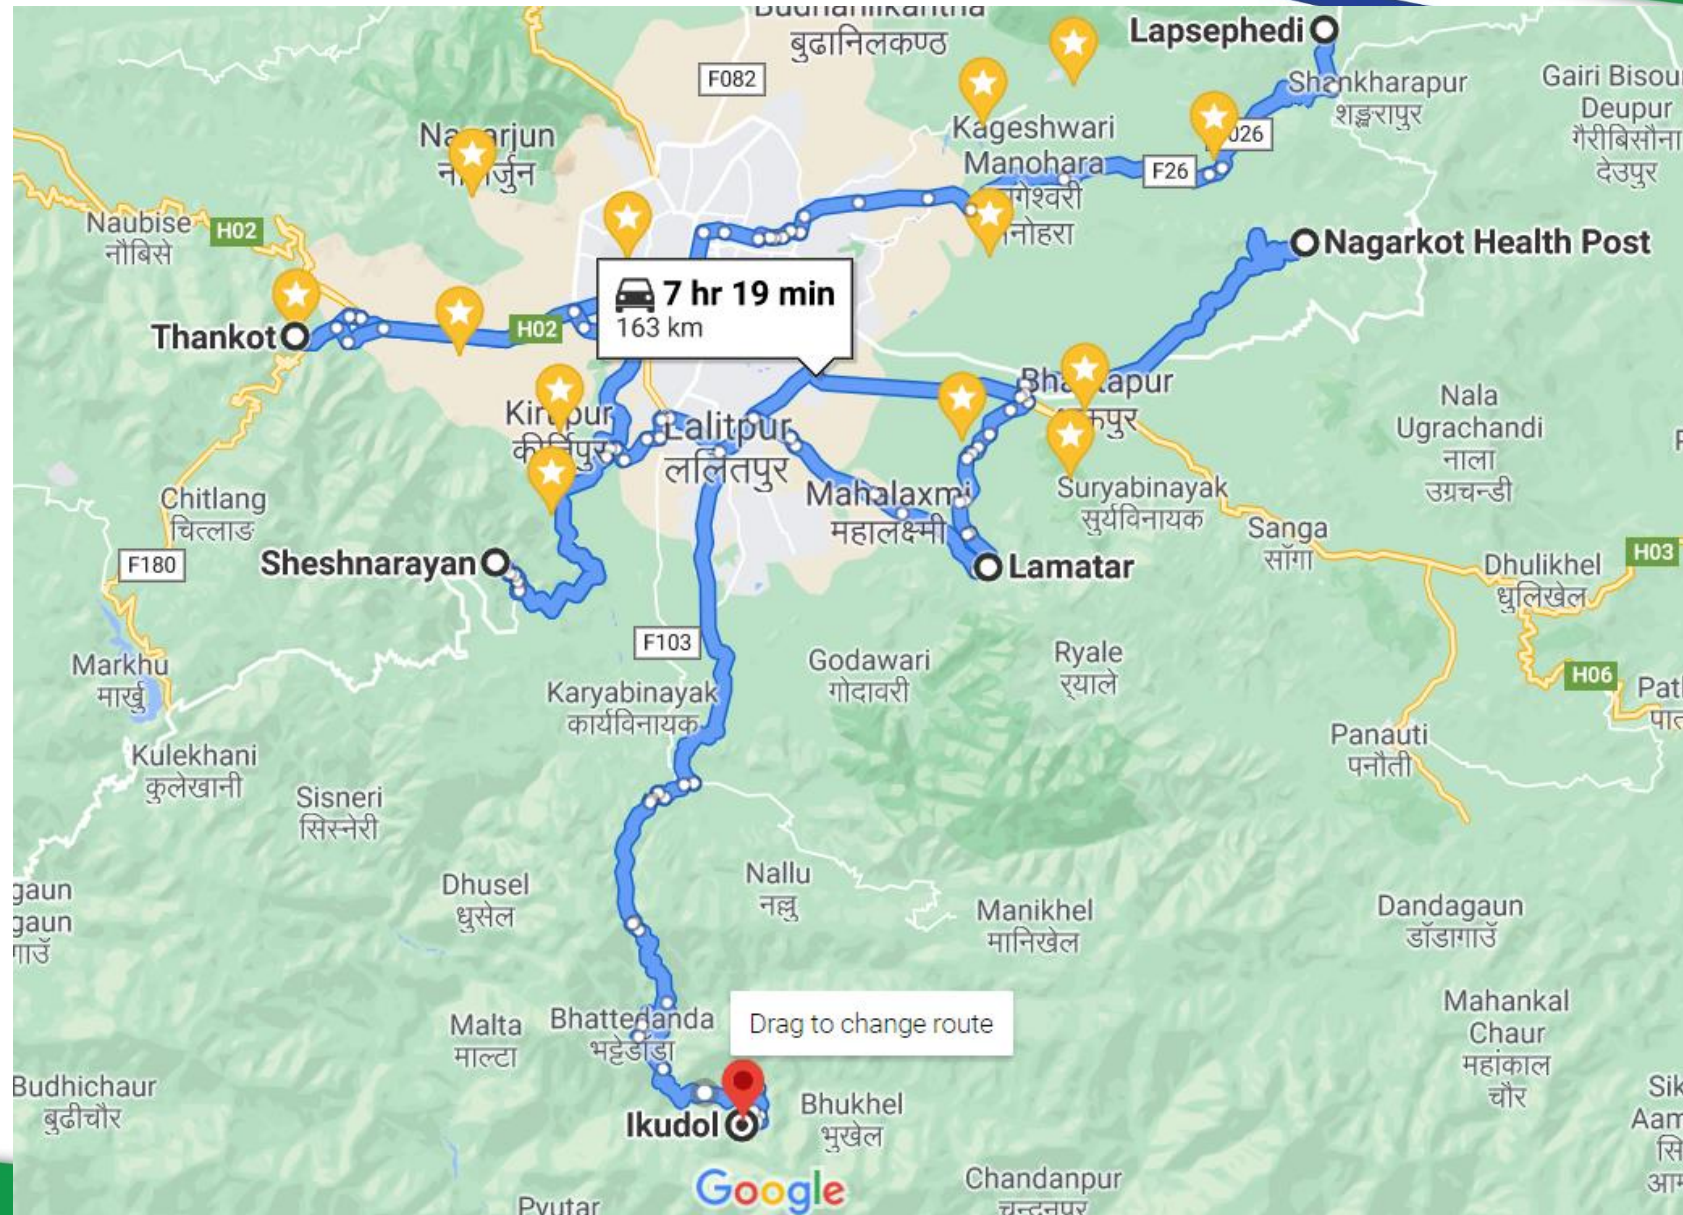 बुढानिलकण्ठ
Lapsephedi
F082
Shankharapur
शङ्खरापुर
Gairi Bisou
Deupur
गैरीबिसौना
देउपुर
Kageshwari
Manohara
F26
Naubise
नौबिसे
H02
Nagarkot Health Post
7 hr 19 min
163 km
Thankot
H02
Lalitpur
ललितपुर
Nala
Ugrachandi
नाला
उग्रचन्डी
Mahalaxmi
महालक्ष्मी
Suryabinayak
सुर्यविनायक
Chitlang
चित्लाङ
Sanga
साँगा
F180
Sheshnarayan
Lamatar
Dhulikhel
धुलिखेल
H03
F103
Markhu
मार्खु
Karyabinayak
कार्यविनायक
Godawari
गोदावरी
Ryale
र्‍याले
H06
Panauti
पनौती
Kulekhani
कुलेखानी
Sisneri
सिस्नेरी
Dhusel
धुसेल
Nallu
नल्लु
Manikhel
मानिखेल
Dandagaun
डाँडागाउँ
gaun
gaun
गाउँ
Malta
माल्टा
Bhattedanda
भट्टेडाँडा
Drag to change route
Mahankal
Chaur
महांकाल
चौर
Budhichaur
बुढीचौर
Ikudol
Bhukhel
भुखेल
Google
Chandanpur
Pyutar